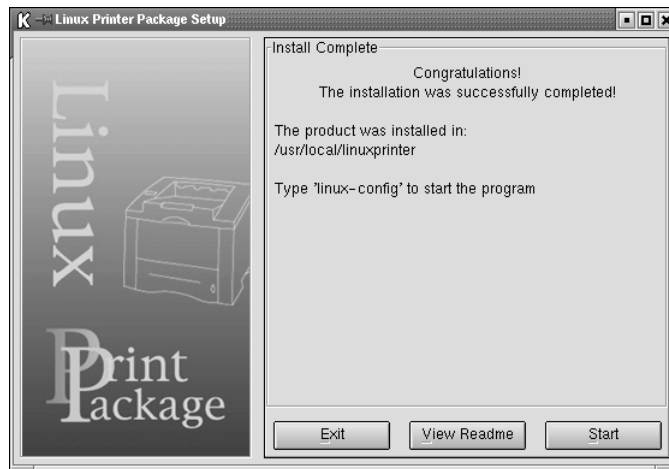 Linux Printer Package Setup
Linux
Print
Package
Install Complete
Congratulations!
The installation was successfully completed!
The product was installed in:
/usr/local/linuxprinter
Type 'linux-config' to start the program
Exit
View Readme
Start